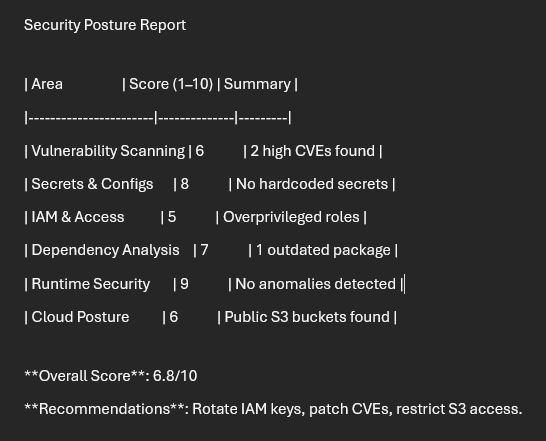 Security Posture Report
| Area | Score (1–10) | Summary |
|-----------------------|--------------|---------|
| Vulnerability Scanning | 6 | 2 high CVEs found |
| Secrets & Configs | 8 | No hardcoded secrets |
| IAM & Access | 5 | Overprivileged roles |
| Dependency Analysis | 7 | 1 outdated package |
| Runtime Security | 9 | No anomalies detected |
| Cloud Posture | 6 | Public S3 buckets found |
**Overall Score**: 6.8/10
**Recommendations**: Rotate IAM keys, patch CVEs, restrict S3 access.